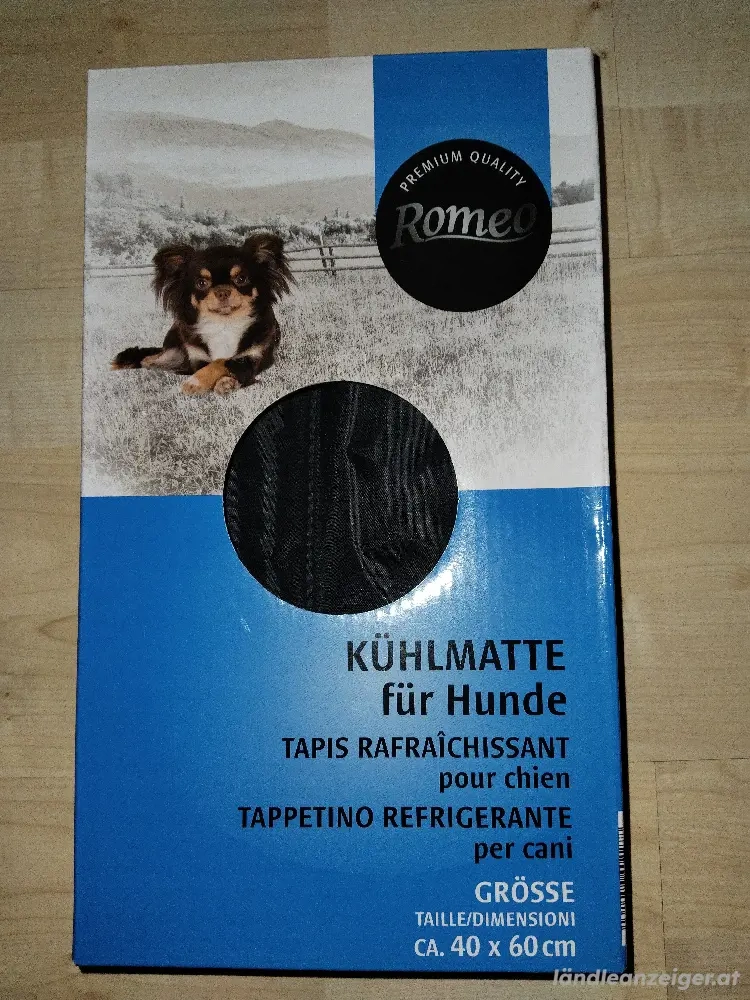 PREMIUM QUALITY
Romeo
KÜHLMATTE
für Hunde
TAPIS RAFRAÎCHISSANT
pour chien
TAPPETINO REFRIGERANTE
per cani
GRÖSSE
TAILLE/DIMENSIONI
CA. 40 x 60 cm
ländleanzeiger.at